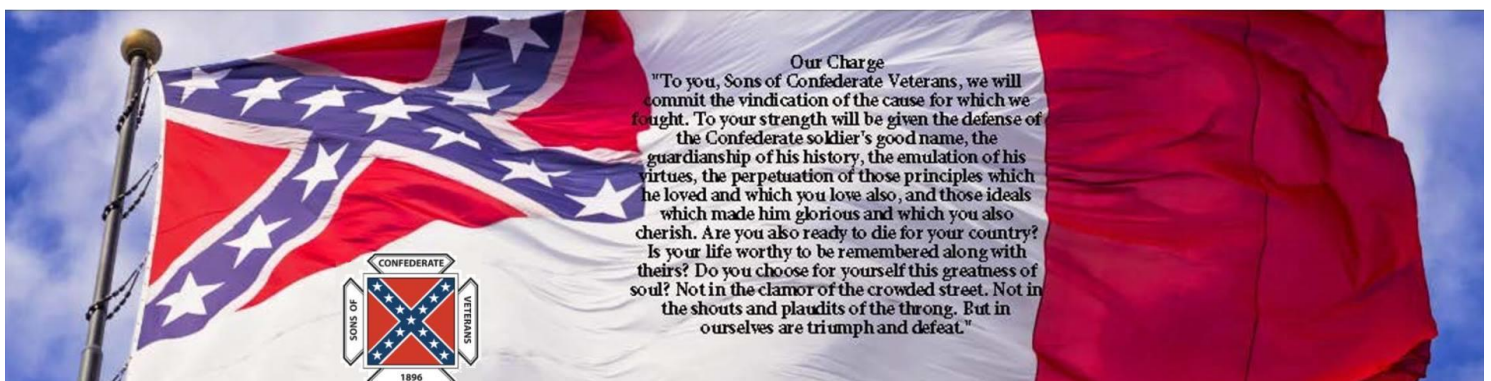 Our Charge
"To you, Sons of Confederate Veterans, we will
commit the vindication of the cause for which we
fought. To your strength will be given the defense of
the Confederate soldier's good name, the
guardianship of his history, the emulation of his
virtues, the perpetuation of those principles which
he loved and which you love also, and those ideals
which made him glorious and which you also
cherish. Are you also ready to die for your country?
Is your life worthy to be remembered along with
theirs? Do you choose for yourself this greatness of
soul? Not in the clamor of the crowded street. Not in
the shouts and plaudits of the throng. But in
ourselves are triumph and defeat."
CONFEDERATE
SONS OF
VETERANS
1896